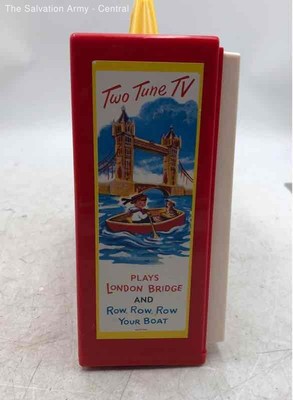 The Salvation Army - Central
Two Tune TV
PLAYS
LONDON BRIDGE
AND
ROW, ROW, ROW
YOUR BOAT